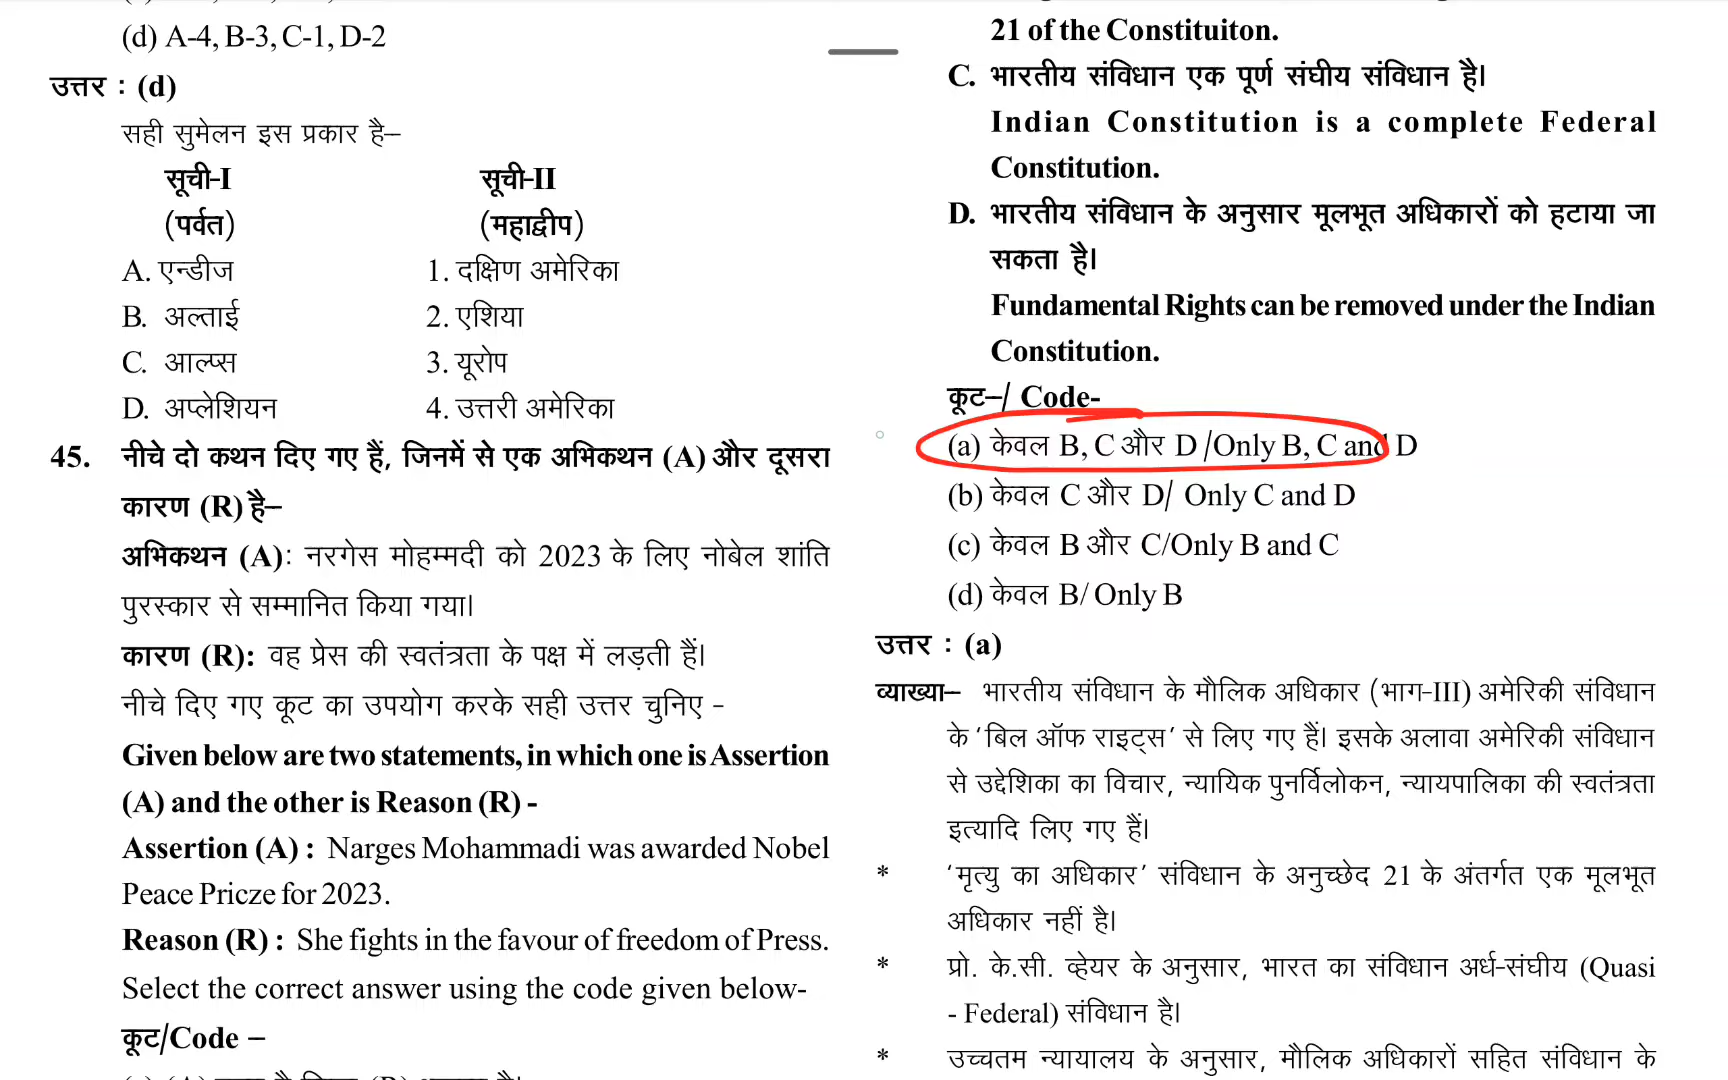 (d) A-4, B-3, C-1, D-2
उत्तर : (d)
सही सुमेलन इस प्रकार है–
सूची-I सूची-II
(पर्वत) (महाद्वीप)
A. एन्डीज 1. दक्षिण अमेरिका
B. अल्ताई 2. एशिया
C. आल्प्स 3. यूरोप
D. अप्लेशियन 4. उत्तरी अमेरिका
45. नीचे दो कथन दिए गए हैं, जिनमें से एक अभिकथन (A) और दूसरा
कारण (R) है–
अभिकथन (A): नरगेस मोहम्मदी को 2023 के लिए नोबेल शांति
पुरस्कार से सम्मानित किया गया।
कारण (R): वह प्रेस की स्वतंत्रता के पक्ष में लड़ती हैं।
नीचे दिए गए कूट का उपयोग करके सही उत्तर चुनिए -
Given below are two statements, in which one is Assertion
(A) and the other is Reason (R) -
Assertion (A) : Narges Mohammadi was awarded Nobel
Peace Pricze for 2023.
Reason (R) : She fights in the favour of freedom of Press.
Select the correct answer using the code given below-
कूट/Code –
21 of the Constituiton.
C. भारतीय संविधान एक पूर्ण संघीय संविधान है।
Indian Constitution is a complete Federal
Constitution.
D. भारतीय संविधान के अनुसार मूलभूत अधिकारों को हटाया जा
सकता है।
Fundamental Rights can be removed under the Indian
Constitution.
कूट–/ Code-
(a) केवल B, C और D /Only B, C and D
(b) केवल C और D/ Only C and D
(c) केवल B और C/Only B and C
(d) केवल B/ Only B
उत्तर : (a)
व्याख्या– भारतीय संविधान के मौलिक अधिकार (भाग-III) अमेरिकी संविधान
के ‘बिल ऑफ राइट्स’ से लिए गए हैं। इसके अलावा अमेरिकी संविधान
से उद्देशिका का विचार, न्यायिक पुनर्विलोकन, न्यायपालिका की स्वतंत्रता
इत्यादि लिए गए हैं।
* ‘मृत्यु का अधिकार’ संविधान के अनुच्छेद 21 के अंतर्गत एक मूलभूत
अधिकार नहीं है।
* प्रो. के.सी. व्हेयर के अनुसार, भारत का संविधान अर्ध-संघीय (Quasi
- Federal) संविधान है।
* उच्चतम न्यायालय के अनुसार, मौलिक अधिकारों सहित संविधान के